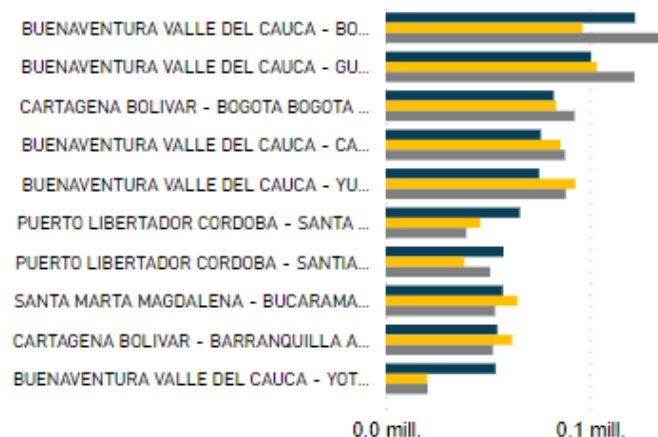 BUENAVENTURA VALLE DEL CAUCA - BO...
BUENAVENTURA VALLE DEL CAUCA - GU...
CARTAGENA BOLIVAR - BOGOTA BOGOTA ...
BUENAVENTURA VALLE DEL CAUCA - CA...
BUENAVENTURA VALLE DEL CAUCA - YU...
PUERTO LIBERTADOR CORDOBA - SANTA ...
PUERTO LIBERTADOR CORDOBA - SANTIA...
SANTA MARTA MAGDALENA - BUCARAMA...
CARTAGENA BOLIVAR - BARRANQUILLA A...
BUENAVENTURA VALLE DEL CAUCA - YOT...
0.0 mill. 0.1 mill.